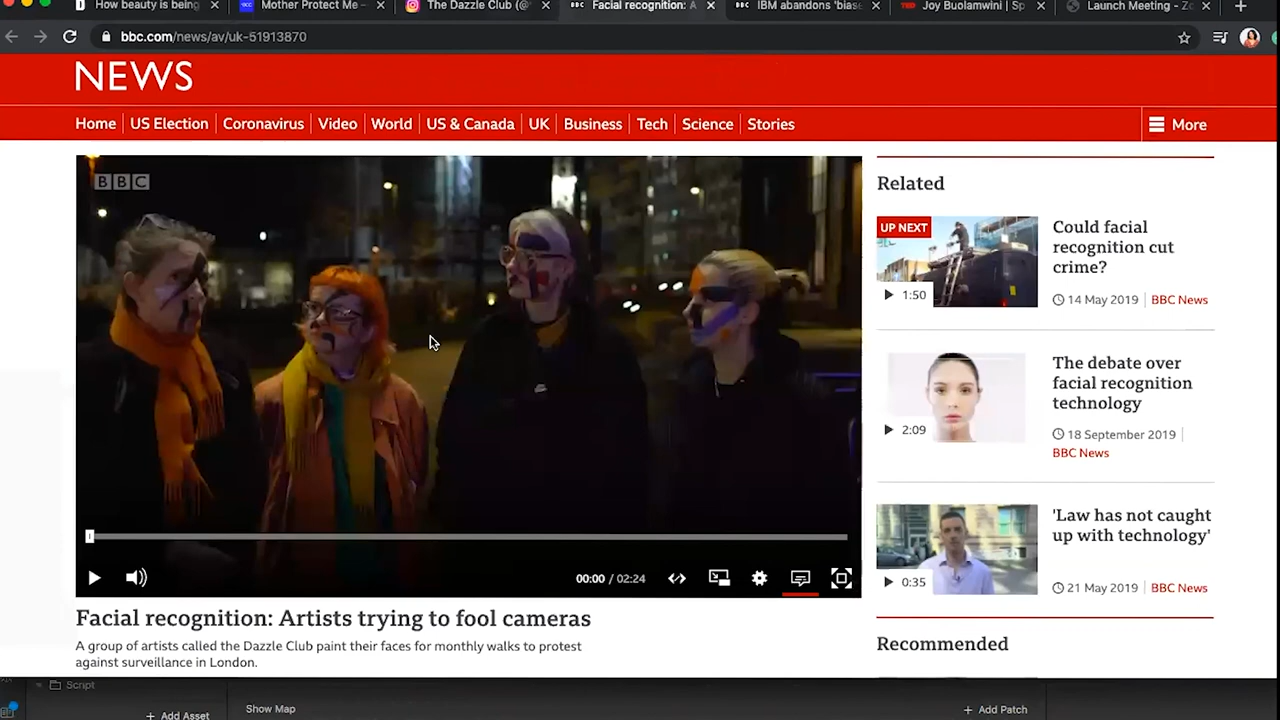 How beauty is being
Mother Protect Me –
The Dazzle Club (@
Facial recognition: A
IBM abandons 'bias
Joy Buolamwini | Sp
Launch Meeting - Zo
bbc.com/news/av/uk-51913870
NEWS
Home
US Election
Coronavirus
Video
World
US & Canada
UK
Business
Tech
Science
Stories
More
BBC
00:00 / 02:24
Facial recognition: Artists trying to fool cameras
A group of artists called the Dazzle Club paint their faces for monthly walks to protest
against surveillance in London.
Related
UP NEXT
1:50
Could facial
recognition cut
crime?
14 May 2019
BBC News
2:09
The debate over
facial recognition
technology
18 September 2019
BBC News
0:35
'Law has not caught
up with technology'
21 May 2019
BBC News
Recommended
Script
+ Add Asset
Show Map
+ Add Patch